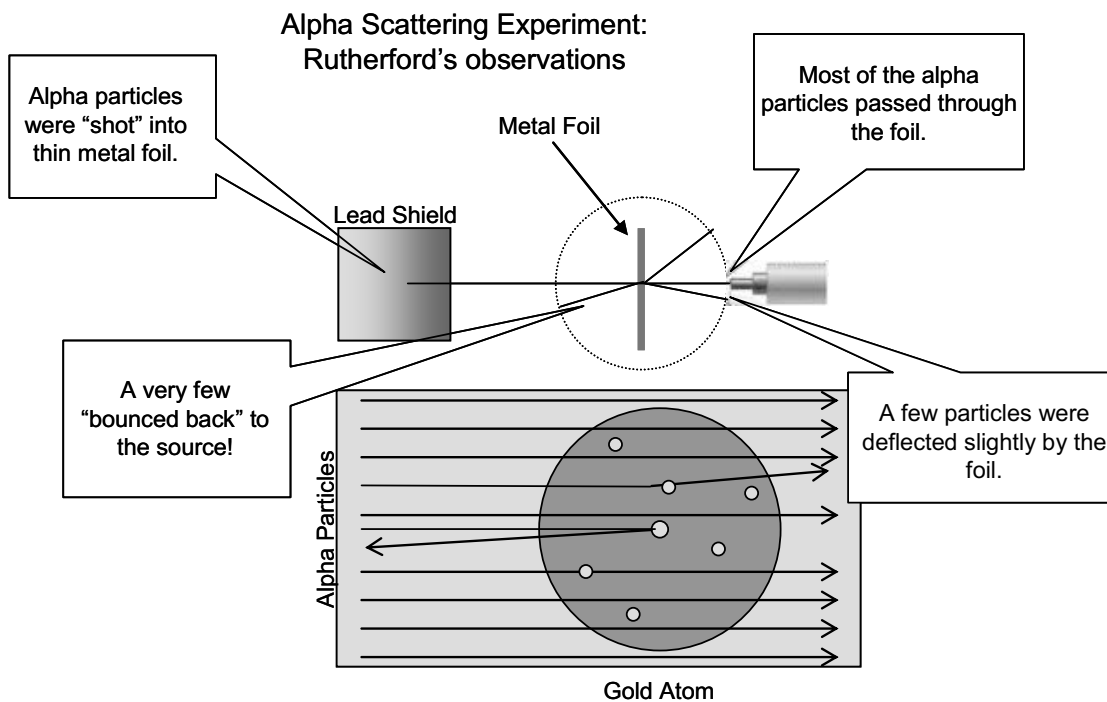 Alpha Scattering Experiment:
Rutherford’s observations
Alpha particles
were “shot” into
thin metal foil.
Metal Foil
Most of the alpha
particles passed through
the foil.
Lead Shield
A very few
“bounced back” to
the source!
A few particles were
deflected slightly by the
foil.
Alpha Particles
Gold Atom